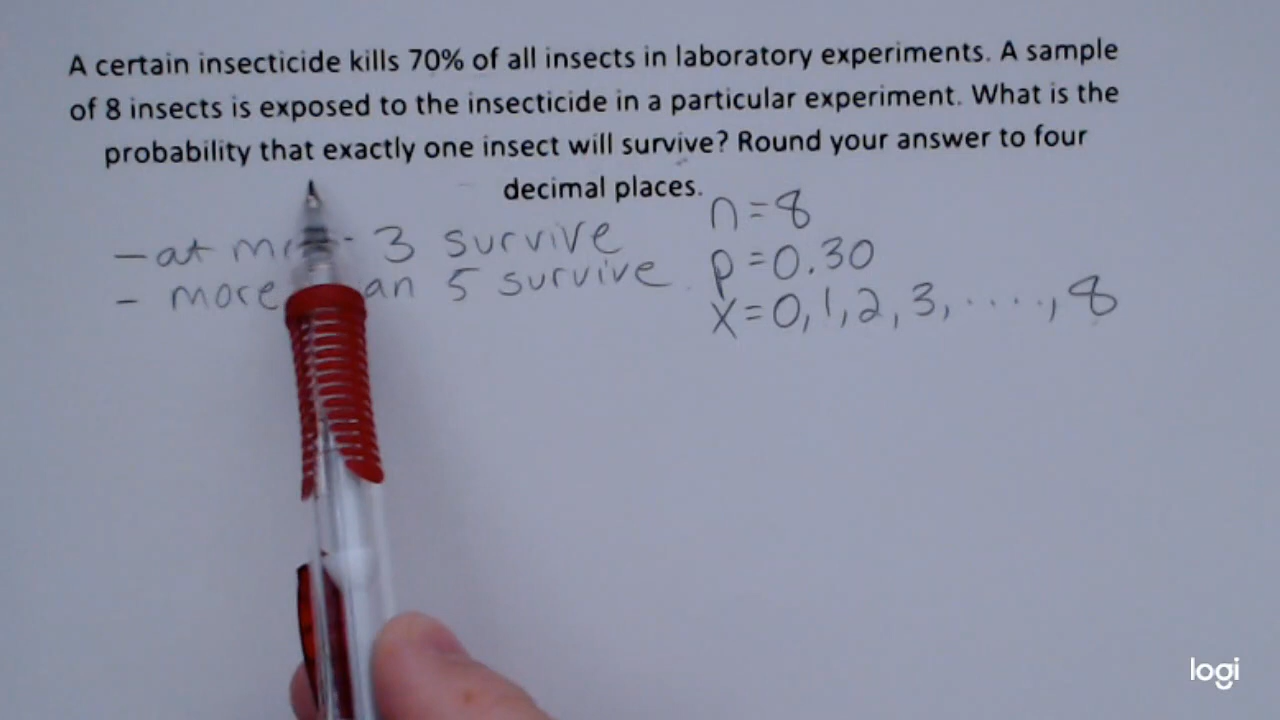 A certain insecticide kills 70% of all insects in laboratory experiments. A sample
of 8 insects is exposed to the insecticide in a particular experiment. What is the
probability that exactly one insect will survive? Round your answer to four
decimal places.
- at 3 survive
- more 5 survive
n=8
p=0.30
X=0,1,2,3,....,8
logi